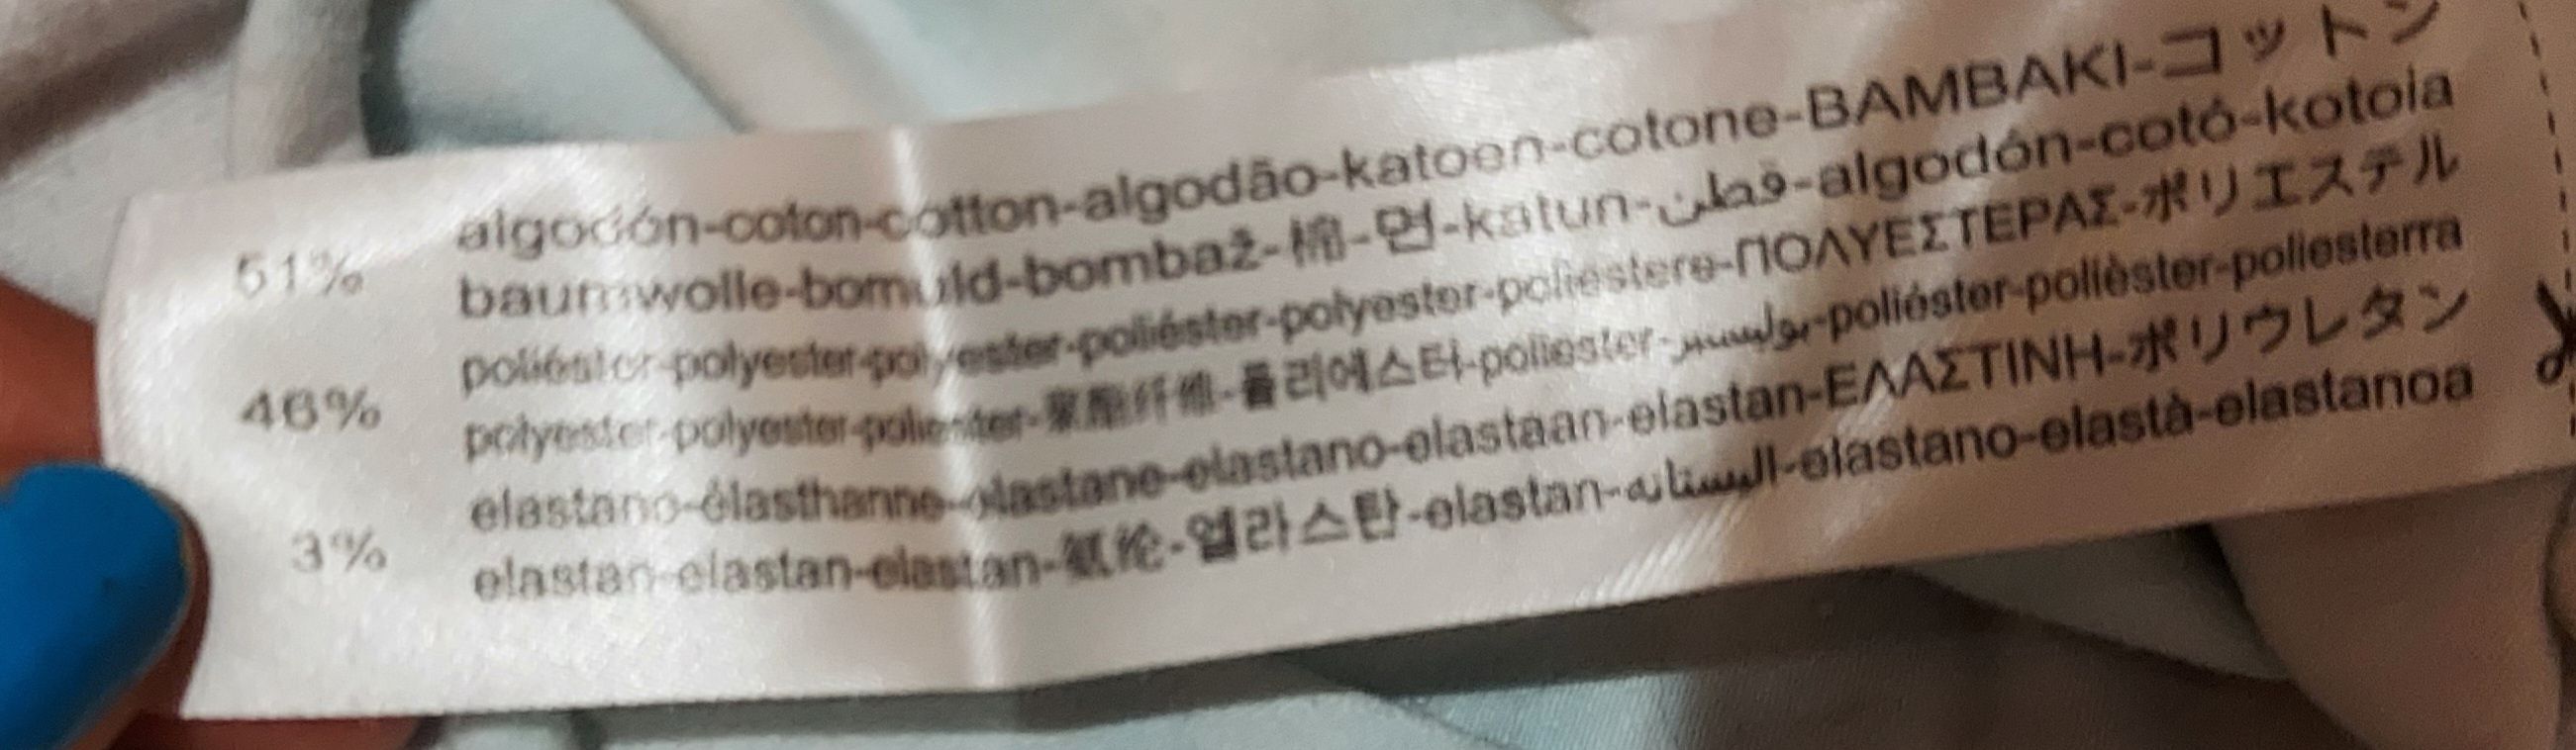 51% algodón-coton-cotton-algodão-katoen-cotone-BAMBAKI-コットン
baumwolle-bomuld-bombaž-棉-면-katun-قطن-algodón-cotó-kotoia
46% poliéster-polyester-polyester-poliéster-polyester-poliestere-ΠΟΛΥΕΣΤΕΡΑΣ-ポリエステル
polyester-polyester-poliester-聚酯纤维-폴리에스터-poliester-بوليستير-poliéster-polièster-poliesterra
3% elastano-élasthanne-elastane-elastano-elastaan-elastan-ΕΛΑΣΤΙΝΗ-ポリウレタン
elastan-elastan-elastan-氨纶-엘라스탄-elastan-اليستانه-elastano-elastà-elastanoa